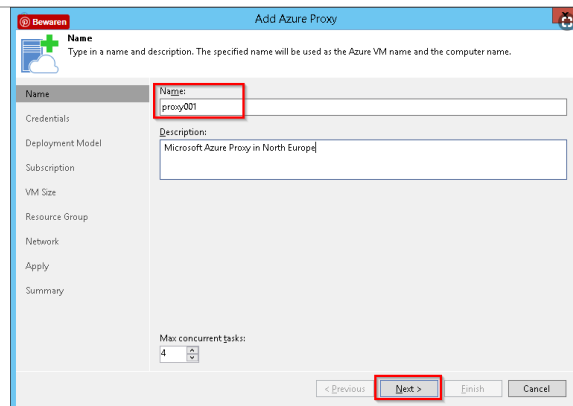 Bewaren
Add Azure Proxy
Name
Type in a name and description. The specified name will be used as the Azure VM name and the computer name.
Name
Credentials
Deployment Model
Subscription
VM Size
Resource Group
Network
Apply
Summary
Name:
proxy001
Description:
Microsoft Azure Proxy in North Europe
Max concurrent tasks:
4
< Previous
Next >
Finish
Cancel